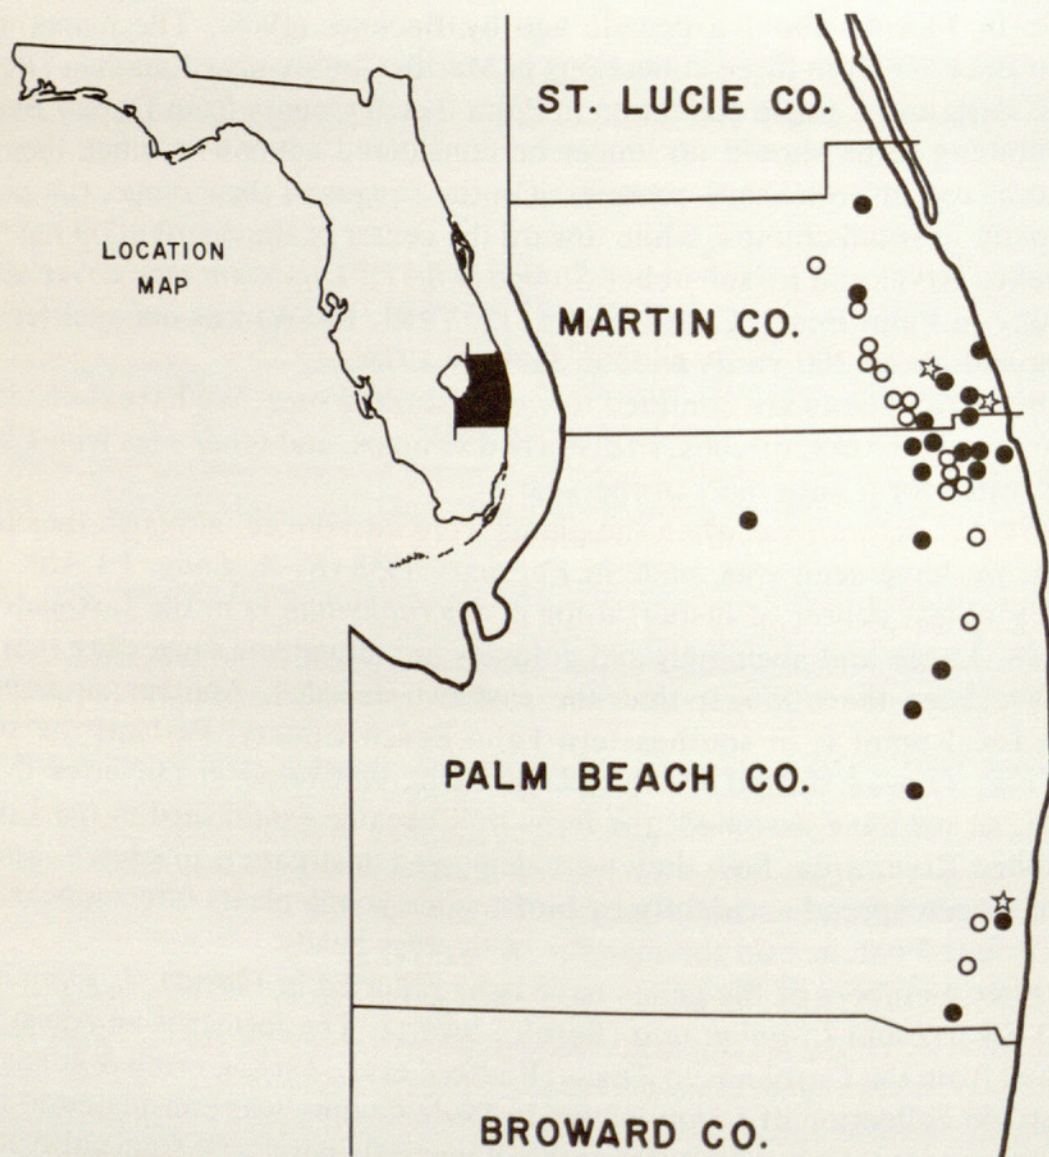 ST. LUCIE CO.
LOCATION
MAP
MARTIN CO.
PALM BEACH CO.
BROWARD CO.